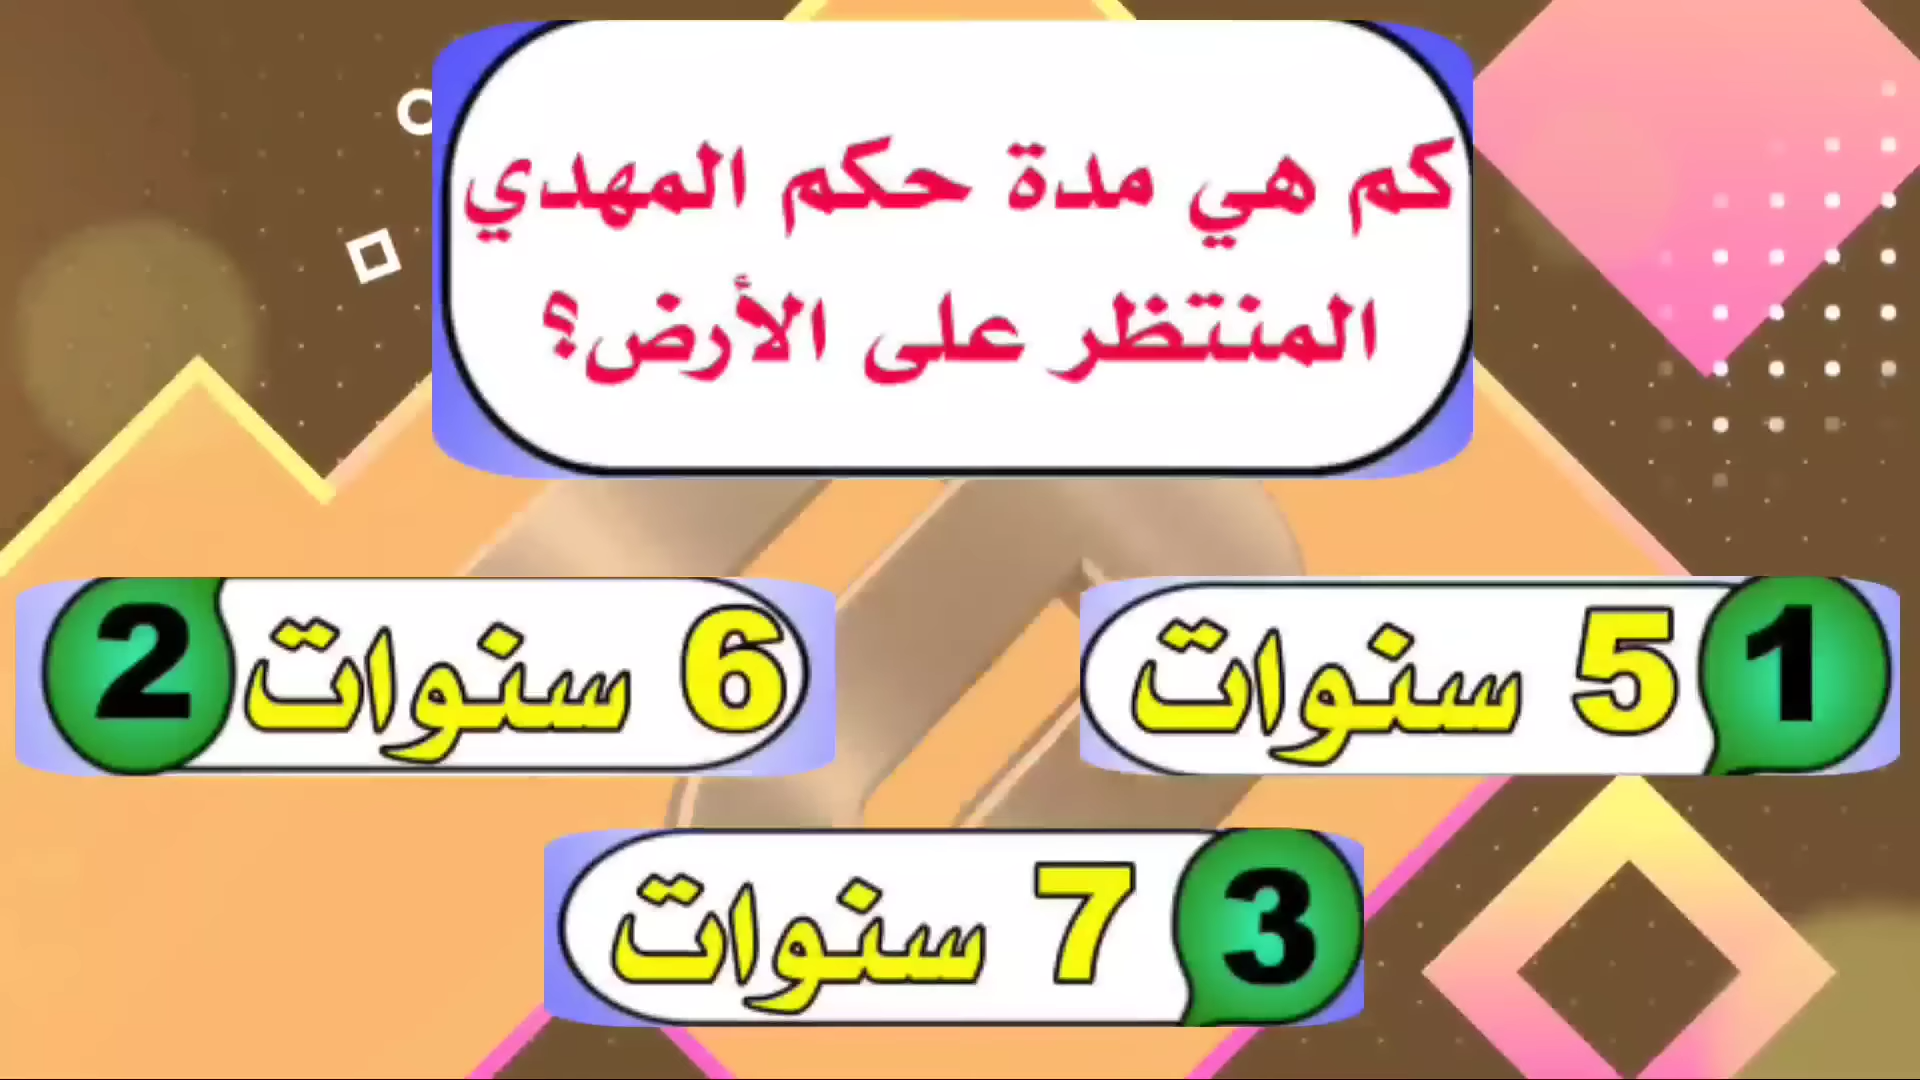 كم هي مدة حكم المهدي
المنتظر على الأرض؟
1 5 سنوات
2 6 سنوات
3 7 سنوات